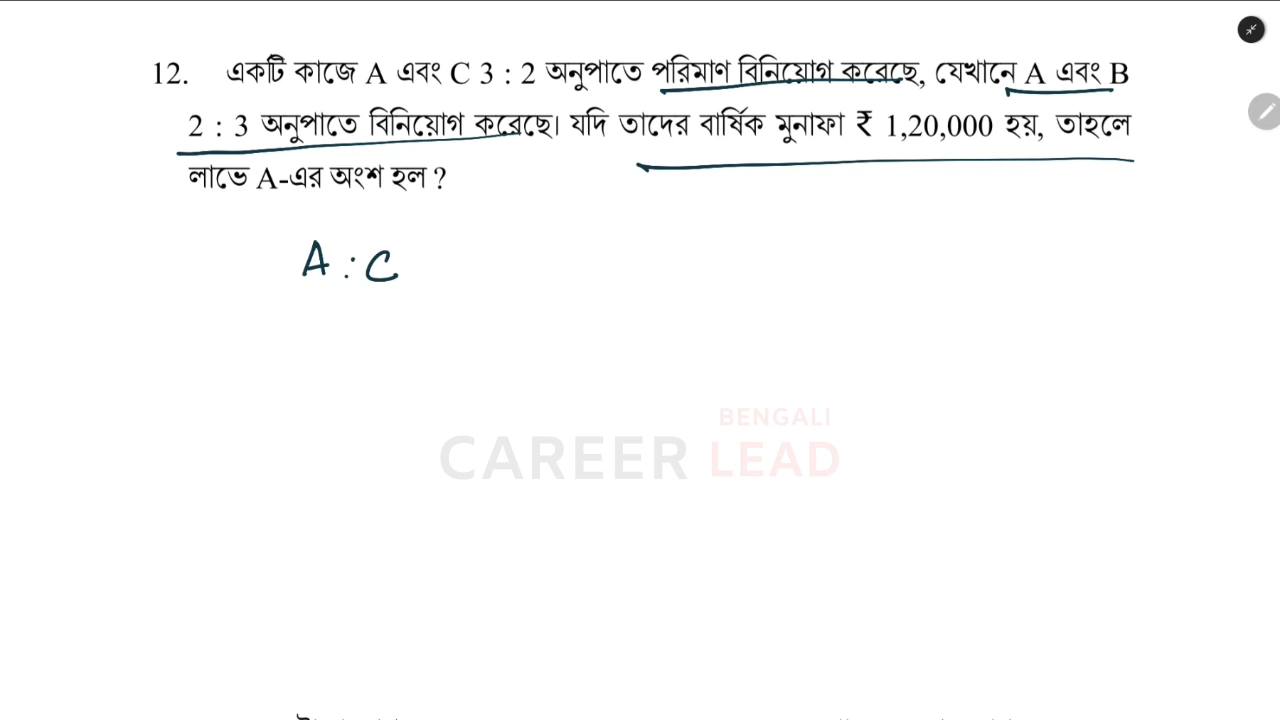 12. একটি কাজে A এবং C 3 : 2 অনুপাতে পরিমাণ বিনিয়োগ করেছে, যেখানে A এবং B
2 : 3 অনুপাতে বিনিয়োগ করেছে। যদি তাদের বার্ষিক মুনাফা ₹ 1,20,000 হয়, তাহলে
লাভে A-এর অংশ হল ?
A : C
BENGALI
CAREER LEAD